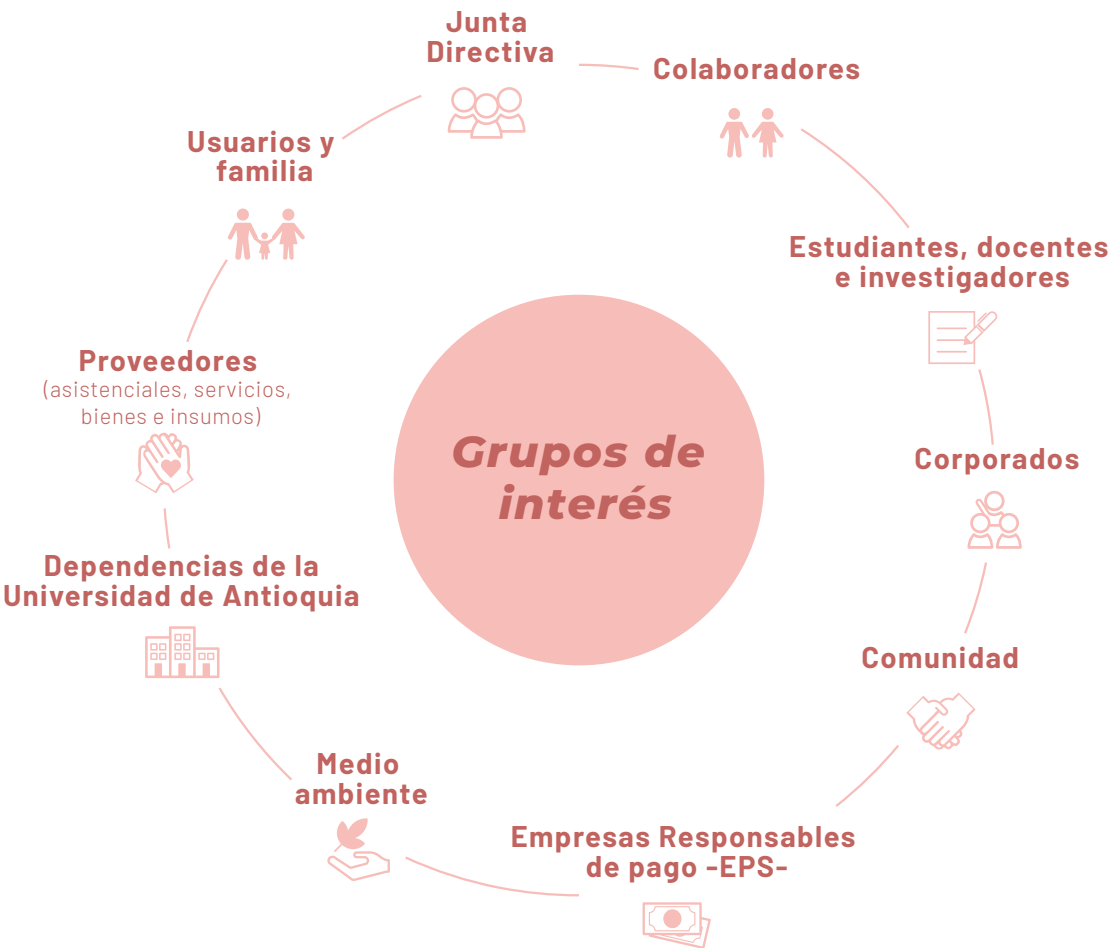 Junta
Directiva
Colaboradores
Estudiantes, docentes
e investigadores
Corporados
Comunidad
Empresas Responsables
de pago -EPS-
Medio
ambiente
Dependencias de la
Universidad de Antioquia
Proveedores
(asistenciales, servicios,
bienes e insumos)
Usuarios y
familia
Grupos de
interés